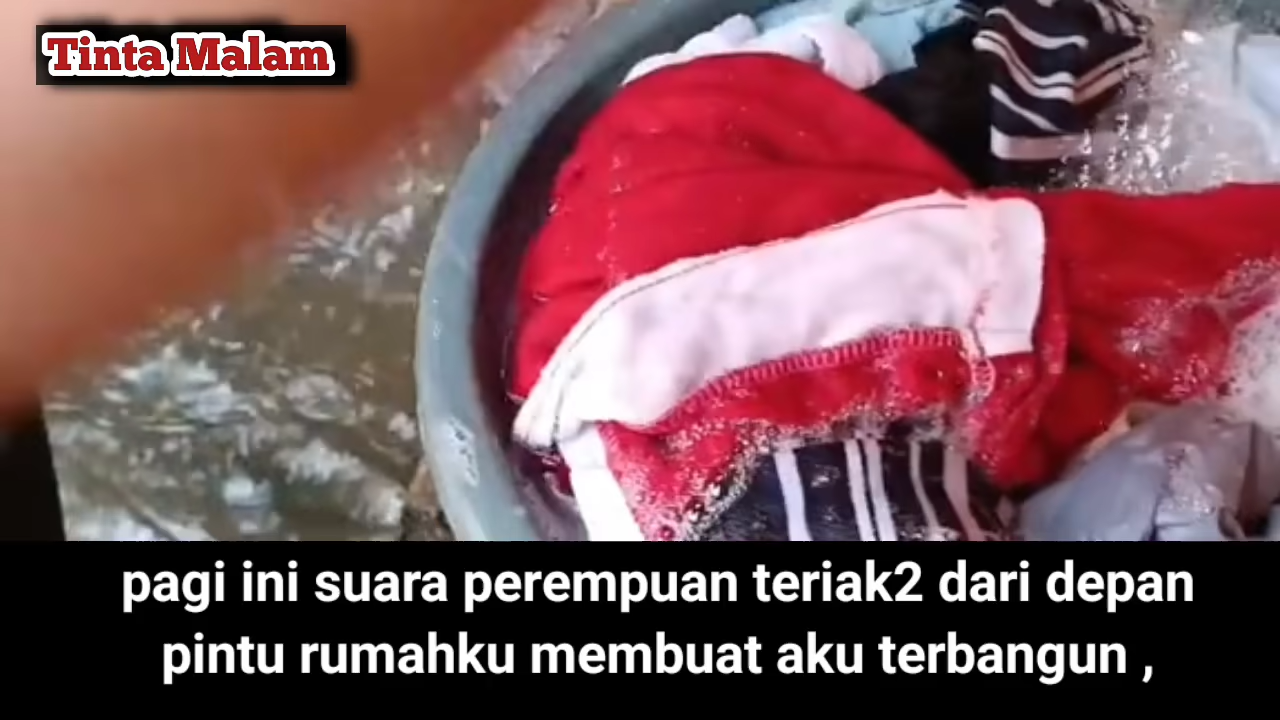 Tinta Malam
pagi ini suara perempuan teriak2 dari depan
pintu rumahku membuat aku terbangun ,